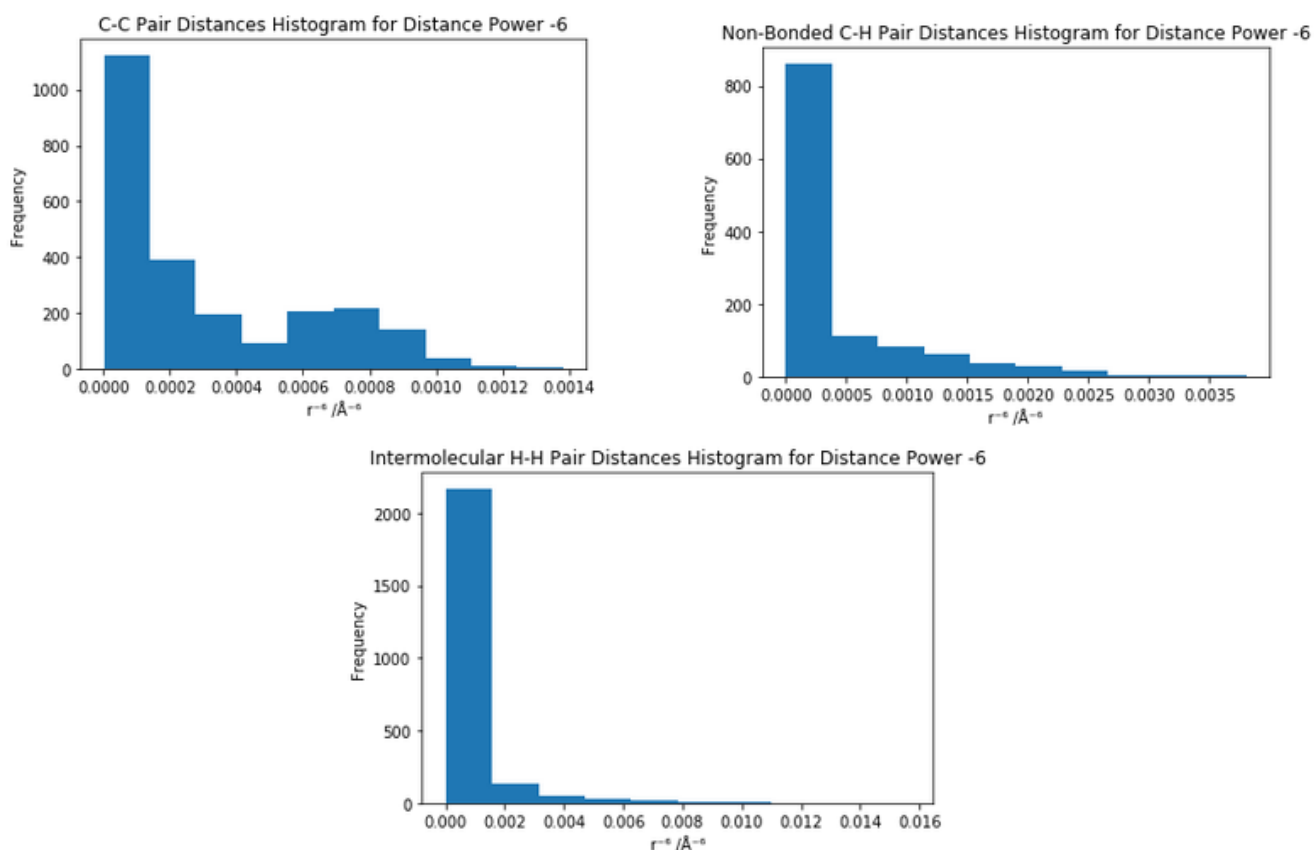 C-C Pair Distances Histogram for Distance Power -6
1000
800
600
400
200
0
Frequency
0.0000 0.0002 0.0004 0.0006 0.0008 0.0010 0.0012 0.0014
r⁻⁶ /Å⁻⁶
Non-Bonded C-H Pair Distances Histogram for Distance Power -6
800
600
400
200
0
Frequency
0.0000 0.0005 0.0010 0.0015 0.0020 0.0025 0.0030 0.0035
r⁻⁶ /Å⁻⁶
Intermolecular H-H Pair Distances Histogram for Distance Power -6
2000
1500
1000
500
0
Frequency
0.000 0.002 0.004 0.006 0.008 0.010 0.012 0.014 0.016
r⁻⁶ /Å⁻⁶